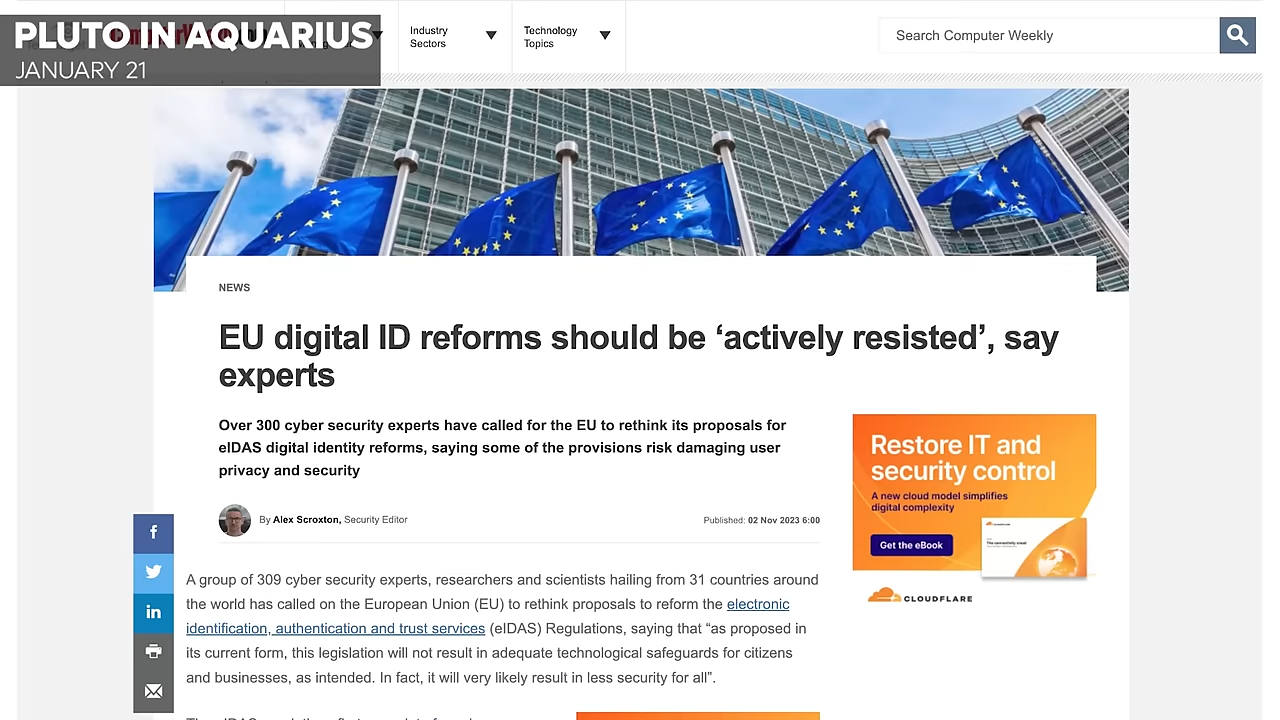 PLUTO IN AQUARIUS
JANUARY 21
Industry
Sectors
Technology
Topics
Search Computer Weekly
NEWS
EU digital ID reforms should be ‘actively resisted’, say
experts
Over 300 cyber security experts have called for the EU to rethink its proposals for
eIDAS digital identity reforms, saying some of the provisions risk damaging user
privacy and security
By Alex Scroxton, Security Editor
Published: 02 Nov 2023 6:00
Restore IT and
security control
A new cloud model simplifies
digital complexity
Get the eBook
CLOUDFLARE
f
in
A group of 309 cyber security experts, researchers and scientists hailing from 31 countries around
the world has called on the European Union (EU) to rethink proposals to reform the electronic
identification, authentication and trust services (eIDAS) Regulations, saying that “as proposed in
its current form, this legislation will not result in adequate technological safeguards for citizens
and businesses, as intended. In fact, it will very likely result in less security for all”.